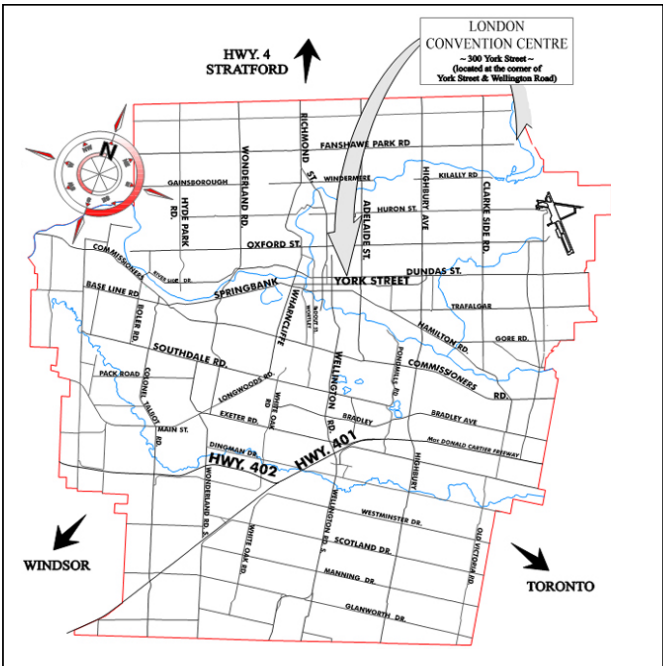 LONDON
CONVENTION CENTRE
~ 300 York Street ~
(located at the corner of
York Street & Wellington Road)
HWY. 4
STRATFORD
N
RICHMOND ST.
FANSHAWE PARK RD
WONDERLAND RD.
WINDERMERE
KILALLY RD
GAINSBOROUGH
HYDE PARK RD.
ADELAIDE ST.
HIGHBURY AVE
CLARKE SIDE RD.
HURON ST.
OXFORD ST.
COMMISSIONERS
DUNDAS ST.
YORK STREET
SPRINGBANK
BASE LINE RD
WHARNCLIFFE
TRAFALGAR
BOLER RD.
HAMILTON RD.
GORE RD.
SOUTHDALE RD.
WELLINGTON RD.
PONDMILLS RD
COMMISSIONERS RD.
PACK ROAD
COLONEL TALBOT RD.
LONGWOODS RD.
WHITE OAK RD
EXETER RD.
BRADLEY
BRADLEY AVE
MAIN ST.
DINGMAN DR.
HWY. 401
Mac DONALD CARTIER FREEWAY
HWY. 402
HIGHBURY
WONDERLAND RD. S.
WELLINGTON RD. S.
WESTMINSTER DR.
WHITE OAK RD.
SCOTLAND DR.
OLD VICTORIA RD.
MANNING DR.
GLANWORTH DR.
WINDSOR
TORONTO